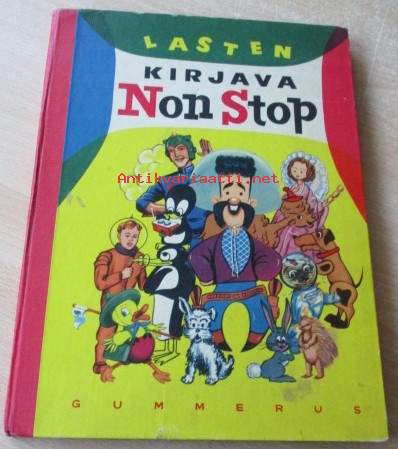 LASTEN
KIRJAVA
Non Stop
Antikvariaatti.net
GUMMERUS